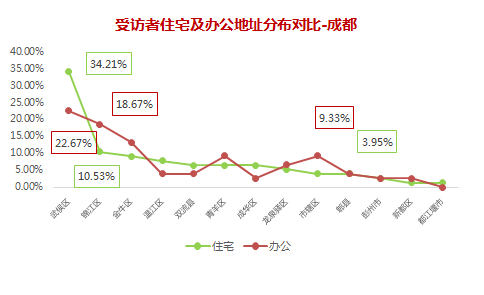 受访者住宅及办公地址分布对比-成都
40.00%
35.00%
30.00%
25.00%
20.00%
15.00%
10.00%
5.00%
0.00%
34.21%
18.67%
22.67%
10.53%
9.33%
3.95%
武侯区
锦江区
金牛区
温江区
双流县
青羊区
成华区
龙泉驿区
市辖区
郫县
彭州市
新都区
都江堰市
住宅
办公